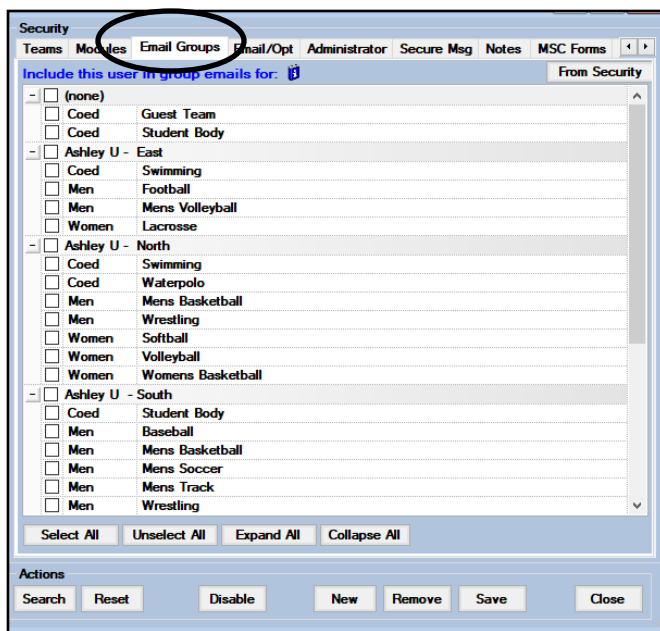 Security
Teams Modules Email Groups Email/Opt Administrator Secure Msg Notes MSC Forms
Include this user in group emails for: From Security
(none)
Coed Guest Team
Coed Student Body
Ashley U - East
Coed Swimming
Men Football
Men Mens Volleyball
Women Lacrosse
Ashley U - North
Coed Swimming
Coed Waterpolo
Men Mens Basketball
Men Wrestling
Women Softball
Women Volleyball
Women Womens Basketball
Ashley U - South
Coed Student Body
Men Baseball
Men Mens Basketball
Men Mens Soccer
Men Mens Track
Men Wrestling
Select All Unselect All Expand All Collapse All
Actions
Search Reset Disable New Remove Save Close